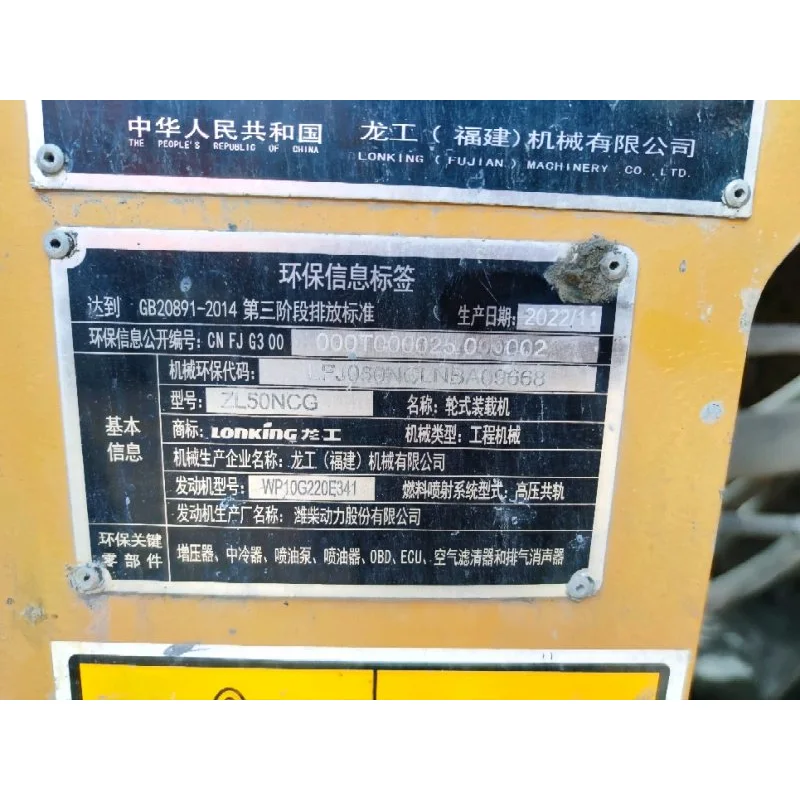 中华人民共和国 龙工（福建）机械有限公司
THE PEOPLE'S REPUBLIC OF CHINA LONKING (FUJIAN) MACHINERY CO.,LTD.
环保信息标签
达到 GB20891-2014 第三阶段排放标准 生产日期: 2022/11
环保信息公开编号: CN FJ G3 00 000T000025 000002
机械环保代码:
型号: ZL50NCG 名称: 轮式装载机
基本信息
商标: LONKING 龙工 机械类型: 工程机械
机械生产企业名称: 龙工（福建）机械有限公司
发动机型号: WP10G220E341 燃料喷射系统型式: 高压共轨
发动机生产厂名称: 潍柴动力股份有限公司
环保关键零部件
增压器、中冷器、喷油泵、喷油器、OBD、ECU、空气滤清器和排气消声器